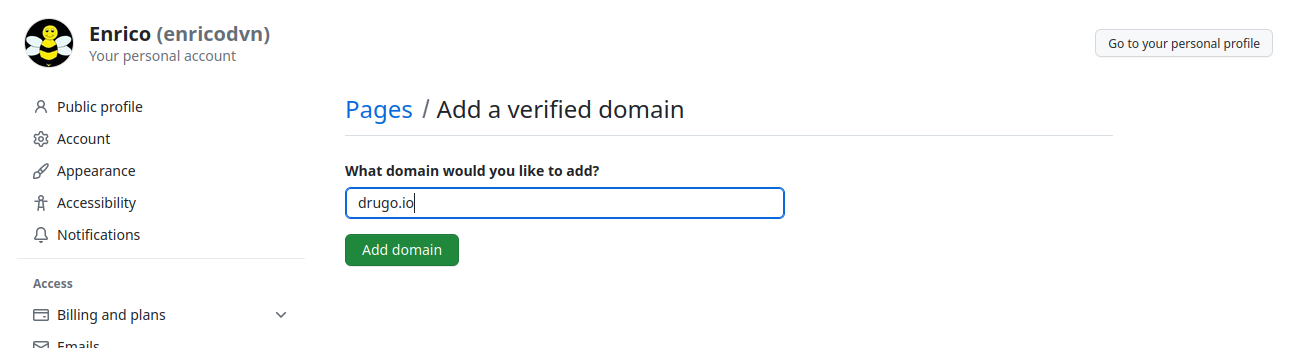 Enrico (enricodvn)
Your personal account
Go to your personal profile
Public profile
Account
Appearance
Accessibility
Notifications
Access
Billing and plans
Emails
Pages / Add a verified domain
What domain would you like to add?
drugo.io
Add domain